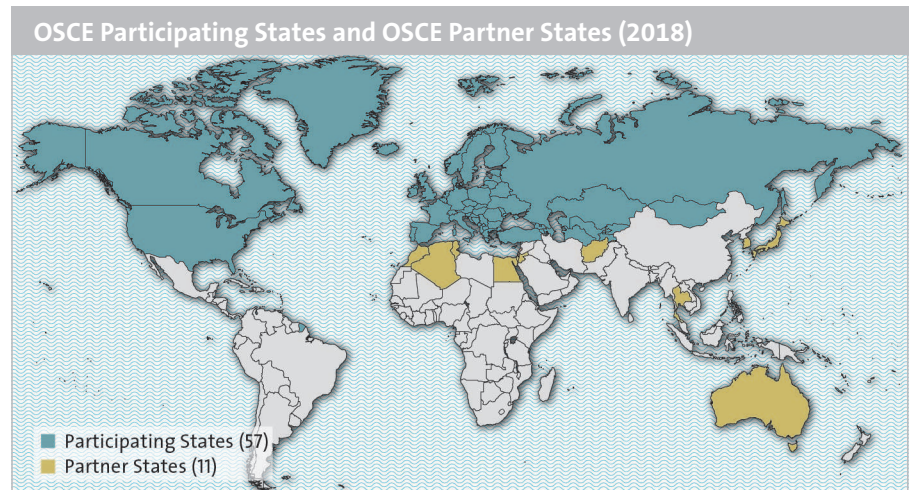 OSCE Participating States and OSCE Partner States (2018)
Participating States (57)
Partner States (11)